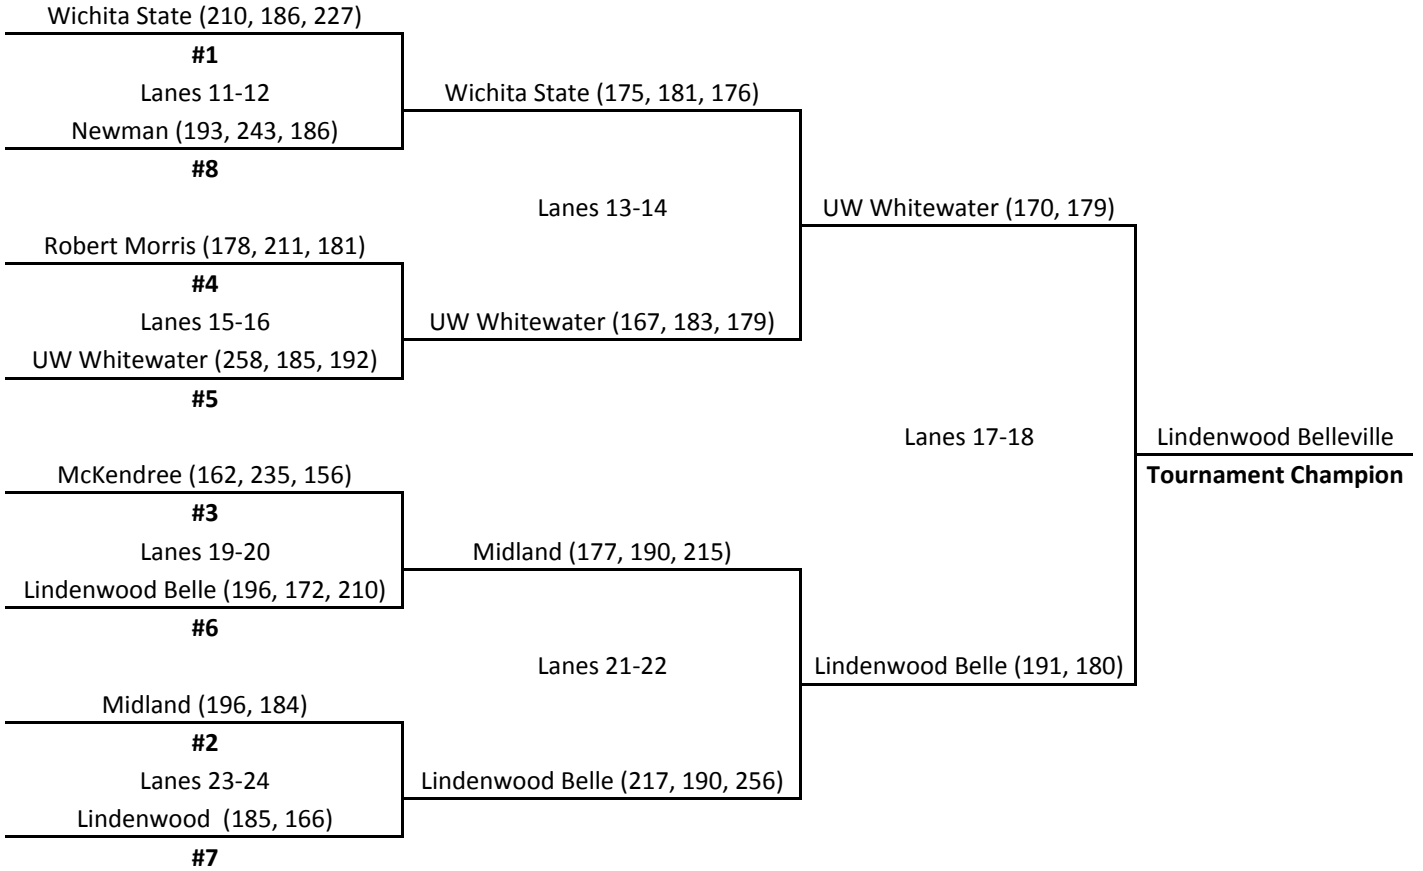 Wichita State (210, 186, 227)
#1
Lanes 11-12
Newman (193, 243, 186)
#8
Robert Morris (178, 211, 181)
#4
Lanes 15-16
UW Whitewater (258, 185, 192)
#5
McKendree (162, 235, 156)
#3
Lanes 19-20
Lindenwood Belle (196, 172, 210)
#6
Midland (196, 184)
#2
Lanes 23-24
Lindenwood  (185, 166)
#7
Wichita State (175, 181, 176)
Lanes 13-14
UW Whitewater (167, 183, 179)
Midland (177, 190, 215)
Lanes 21-22
Lindenwood Belle (217, 190, 256)
UW Whitewater (170, 179)
Lanes 17-18
Lindenwood Belle (191, 180)
Lindenwood Belleville
Tournament Champion